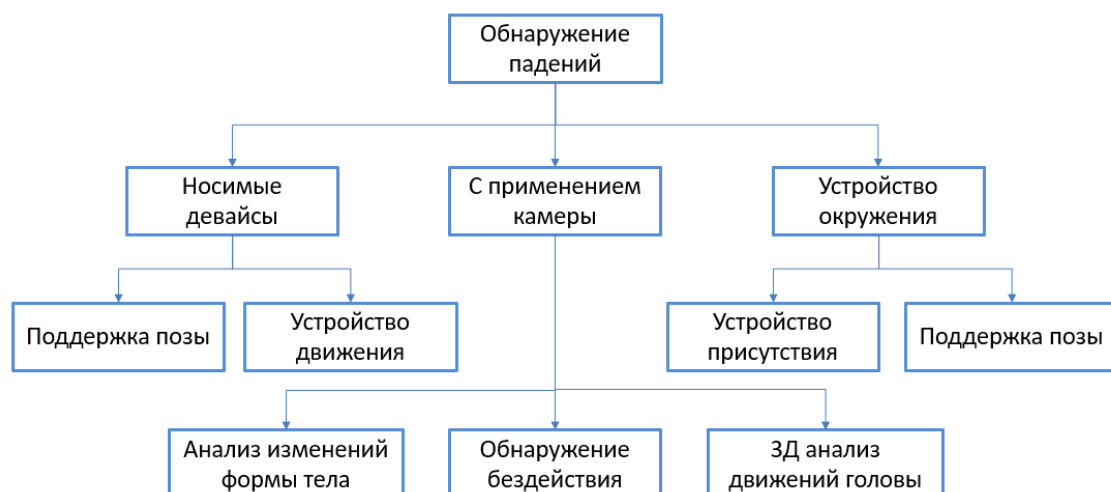 Обнаружение
падений
Носимые
девайсы
С применением
камеры
Устройство
окружения
Поддержка позы
Устройство
движения
Устройство
присутствия
Поддержка позы
Анализ изменений
формы тела
Обнаружение
бездействия
3Д анализ
движений головы